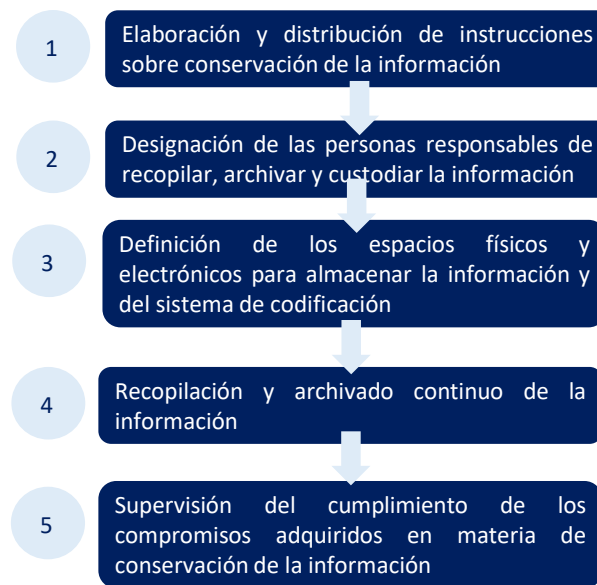 1
Elaboración y distribución de instrucciones
sobre conservación de la información
2
Designación de las personas responsables de
recopilar, archivar y custodiar la información
3
Definición de los espacios físicos y
electrónicos para almacenar la información y
del sistema de codificación
4
Recopilación y archivado continuo de la
información
5
Supervisión del cumplimiento de los
compromisos adquiridos en materia de
conservación de la información